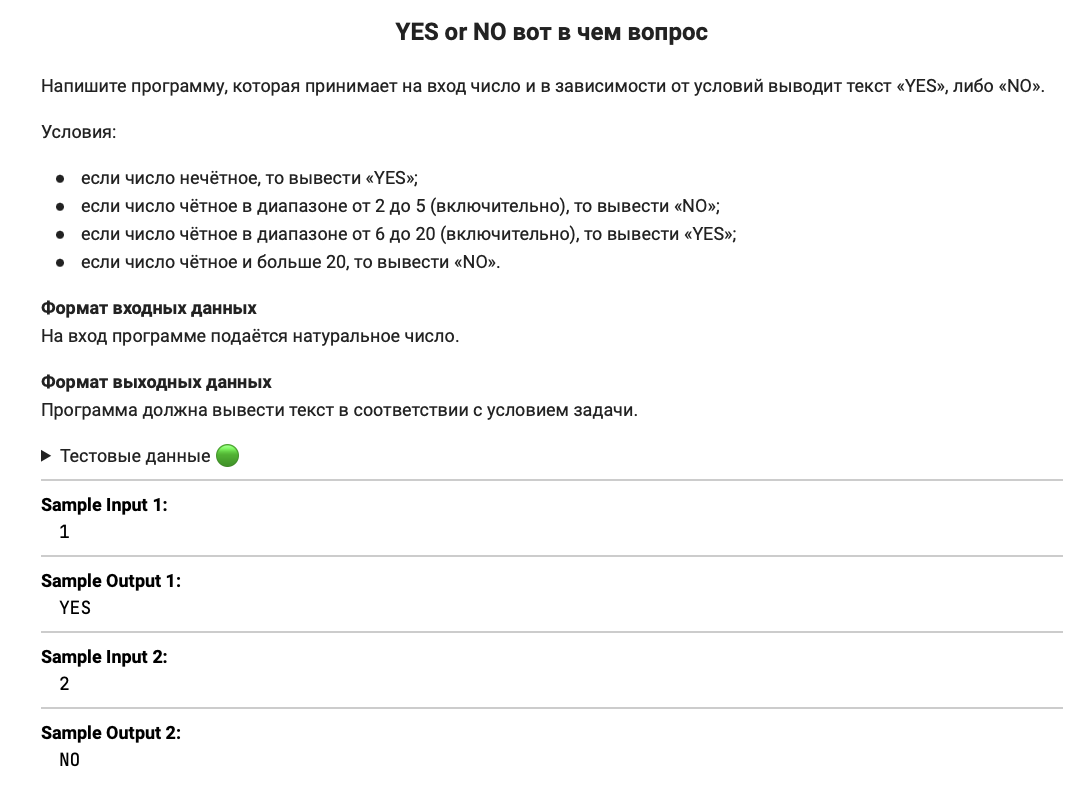 YES or NO вот в чем вопрос
Напишите программу, которая принимает на вход число и в зависимости от условий выводит текст «YES», либо «NO».
Условия:
● если число нечётное, то вывести «YES»;
● если число чётное в диапазоне от 2 до 5 (включительно), то вывести «NO»;
● если число чётное в диапазоне от 6 до 20 (включительно), то вывести «YES»;
● если число чётное и больше 20, то вывести «NO».
Формат входных данных
На вход программе подаётся натуральное число.
Формат выходных данных
Программа должна вывести текст в соответствии с условием задачи.
▶ Тестовые данные 🟢
Sample Input 1:
1
Sample Output 1:
YES
Sample Input 2:
2
Sample Output 2:
NO